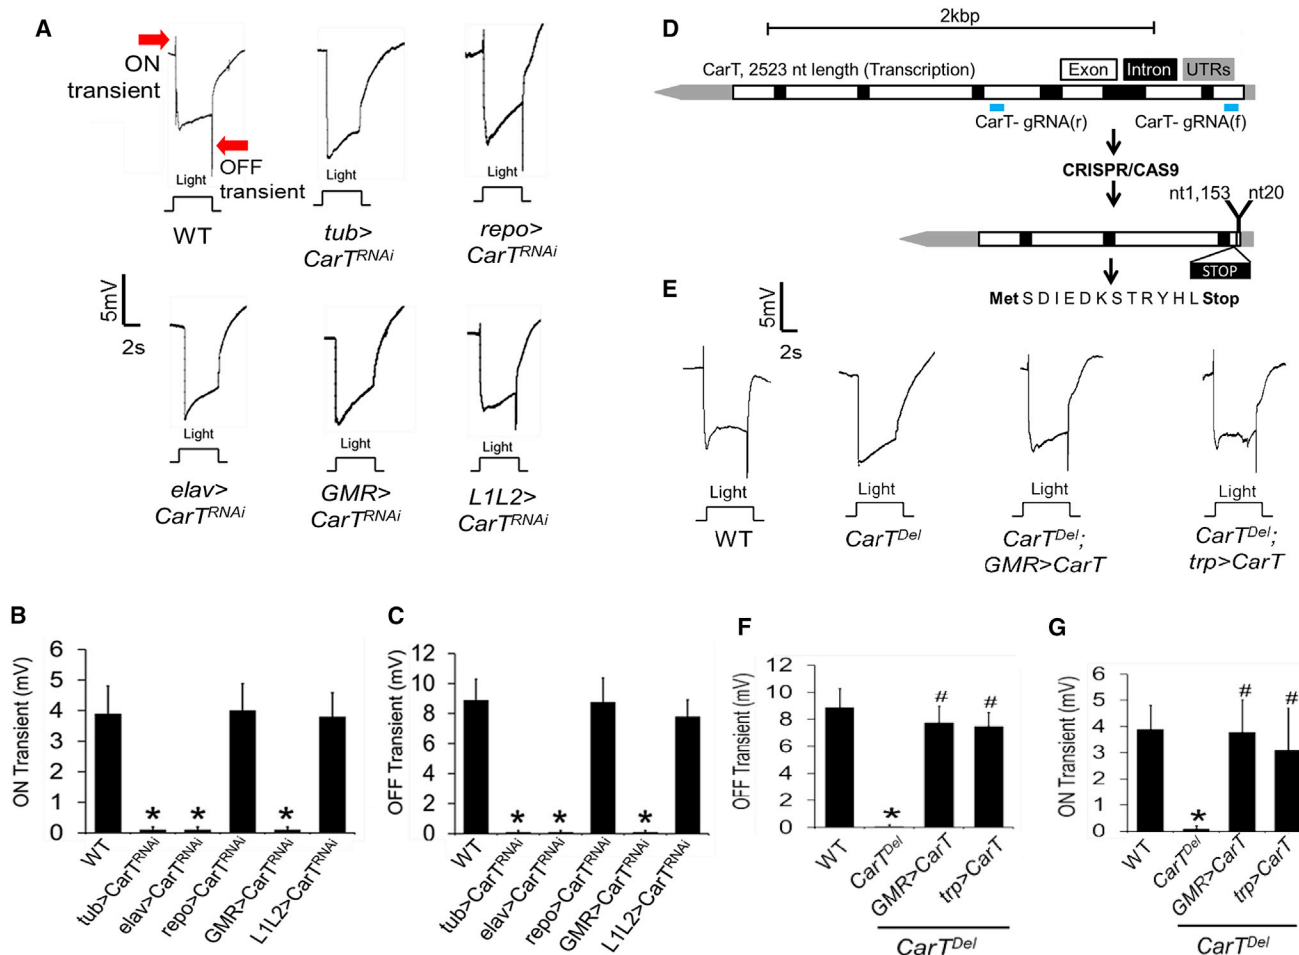 A
ON
transient
OFF
transient
Light
WT
Light
tub>
CarT^RNAi
Light
repo>
CarT^RNAi
5mV
2s
Light
elav>
CarT^RNAi
Light
GMR>
CarT^RNAi
Light
L1L2>
CarT^RNAi
B
ON Transient (mV)
6
5
4
3
2
1
0
WT
tub>CarT^RNAi
elav>CarT^RNAi
repo>CarT^RNAi
GMR>CarT^RNAi
L1L2>CarT^RNAi
*
*
*
C
OFF Transient (mV)
12
10
8
6
4
2
0
WT
tub>CarT^RNAi
elav>CarT^RNAi
repo>CarT^RNAi
GMR>CarT^RNAi
L1L2>CarT^RNAi
*
*
*
D
2kbp
CarT, 2523 nt length (Transcription)
Exon
Intron
UTRs
CarT- gRNA(r)
CarT- gRNA(f)
CRISPR/CAS9
nt1,153
nt20
STOP
Met S D I E D K S T R Y H L Stop
E
5mV
2s
Light
WT
Light
CarT^Del
Light
CarT^Del;
GMR>CarT
Light
CarT^Del;
trp>CarT
F
OFF Transient (mV)
12
10
8
6
4
2
0
*
#
#
WT
CarT^Del
GMR>CarT
trp>CarT
CarT^Del
G
ON Transient (mV)
6
5
4
3
2
1
0
*
#
#
WT
CarT^Del
GMR>CarT
trp>CarT
CarT^Del